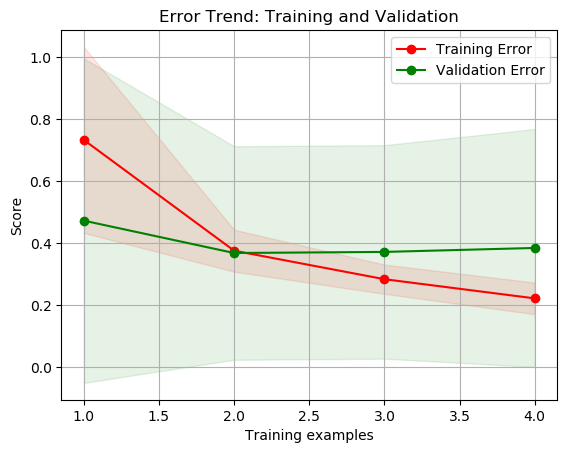 Error Trend: Training and Validation
Training Error
Validation Error
Score
1.0
0.8
0.6
0.4
0.2
0.0
1.0 1.5 2.0 2.5 3.0 3.5 4.0
Training examples